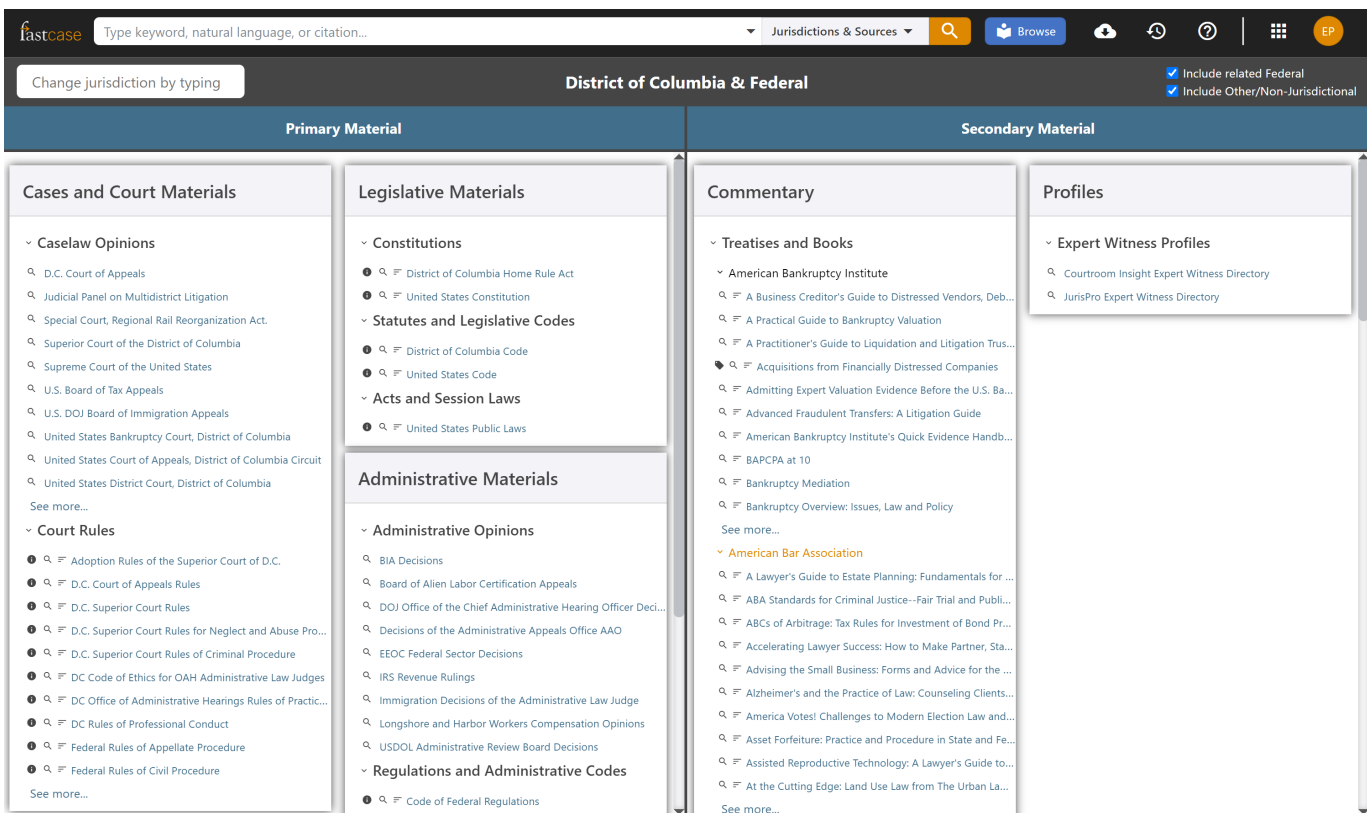 fastcase
Type keyword, natural language, or citation...
Jurisdictions & Sources
Browse
EP
Change jurisdiction by typing
District of Columbia & Federal
Include related Federal
Include Other/Non-Jurisdictional
Primary Material
Secondary Material
Cases and Court Materials
Caselaw Opinions
D.C. Court of Appeals
Judicial Panel on Multidistrict Litigation
Special Court, Regional Rail Reorganization Act.
Superior Court of the District of Columbia
Supreme Court of the United States
U.S. Board of Tax Appeals
U.S. DOJ Board of Immigration Appeals
United States Bankruptcy Court, District of Columbia
United States Court of Appeals, District of Columbia Circuit
United States District Court, District of Columbia
See more...
Court Rules
Adoption Rules of the Superior Court of D.C.
D.C. Court of Appeals Rules
D.C. Superior Court Rules
D.C. Superior Court Rules for Neglect and Abuse Pro...
D.C. Superior Court Rules of Criminal Procedure
DC Code of Ethics for OAH Administrative Law Judges
DC Office of Administrative Hearings Rules of Practic...
DC Rules of Professional Conduct
Federal Rules of Appellate Procedure
Federal Rules of Civil Procedure
See more...
Legislative Materials
Constitutions
District of Columbia Home Rule Act
United States Constitution
Statutes and Legislative Codes
District of Columbia Code
United States Code
Acts and Session Laws
United States Public Laws
Administrative Materials
Administrative Opinions
BIA Decisions
Board of Alien Labor Certification Appeals
DOJ Office of the Chief Administrative Hearing Officer Deci...
Decisions of the Administrative Appeals Office AAO
EEOC Federal Sector Decisions
IRS Revenue Rulings
Immigration Decisions of the Administrative Law Judge
Longshore and Harbor Workers Compensation Opinions
USDOL Administrative Review Board Decisions
Regulations and Administrative Codes
Code of Federal Regulations
Commentary
Treatises and Books
American Bankruptcy Institute
A Business Creditor's Guide to Distressed Vendors, Deb...
A Practical Guide to Bankruptcy Valuation
A Practitioner's Guide to Liquidation and Litigation Trus...
Acquisitions from Financially Distressed Companies
Admitting Expert Valuation Evidence Before the U.S. Ba...
Advanced Fraudulent Transfers: A Litigation Guide
American Bankruptcy Institute's Quick Evidence Handb...
BAPCPA at 10
Bankruptcy Mediation
Bankruptcy Overview: Issues, Law and Policy
See more...
American Bar Association
A Lawyer's Guide to Estate Planning: Fundamentals for ...
ABA Standards for Criminal Justice--Fair Trial and Publi...
ABCs of Arbitrage: Tax Rules for Investment of Bond Pr...
Accelerating Lawyer Success: How to Make Partner, Sta...
Advising the Small Business: Forms and Advice for the ...
Alzheimer's and the Practice of Law: Counseling Clients...
America Votes! Challenges to Modern Election Law and...
Asset Forfeiture: Practice and Procedure in State and Fe...
Assisted Reproductive Technology: A Lawyer's Guide to...
At the Cutting Edge: Land Use Law from The Urban La...
See more...
Profiles
Expert Witness Profiles
Courtroom Insight Expert Witness Directory
JurisPro Expert Witness Directory